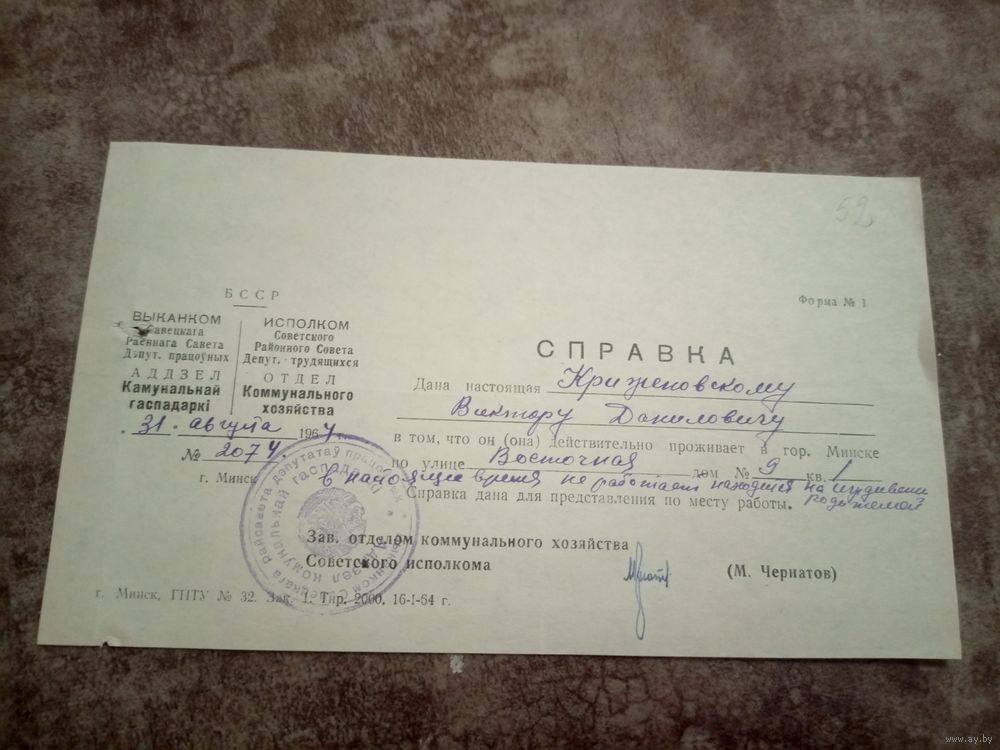 52
БССР
Форма № 1
ВЫКАНКОМ
Савецкага
Раённага Савета
Дэпут. працоўных
АДДЗЕЛ
Камунальнай
гаспадаркі
ИСПОЛКОМ
Советского
Районного Совета
Депут. трудящихся
ОТДЕЛ
Коммунального
хозяйства
31. августа 1964 г.
№ 2074.
г. Минск
СПРАВКА
Дана настоящая Крижановскому
Виктору Даниловичу
в том, что он (она) действительно проживает в гор. Минске
по улице Восточная дом № 9 кв. 1
в настоящее время не работает находится на иждивении
родителей
Справка дана для представления по месту работы.
Зав. отделом коммунального хозяйства
Советского исполкома
(М. Чернатов)
г. Минск, ГПТУ № 32. Зак. 1. Тир. 2000. 16-I-64 г.
www.ay.by